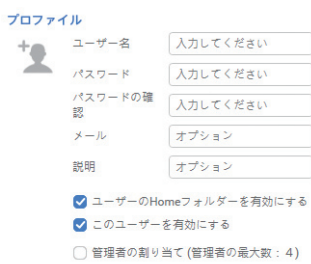 プロファイル
ユーザー名
入力してください
パスワード
入力してください
パスワードの確
認
入力してください
メール
オプション
説明
オプション
ユーザーのHomeフォルダーを有効にする
このユーザーを有効にする
管理者の割り当て (管理者の最大数：4)